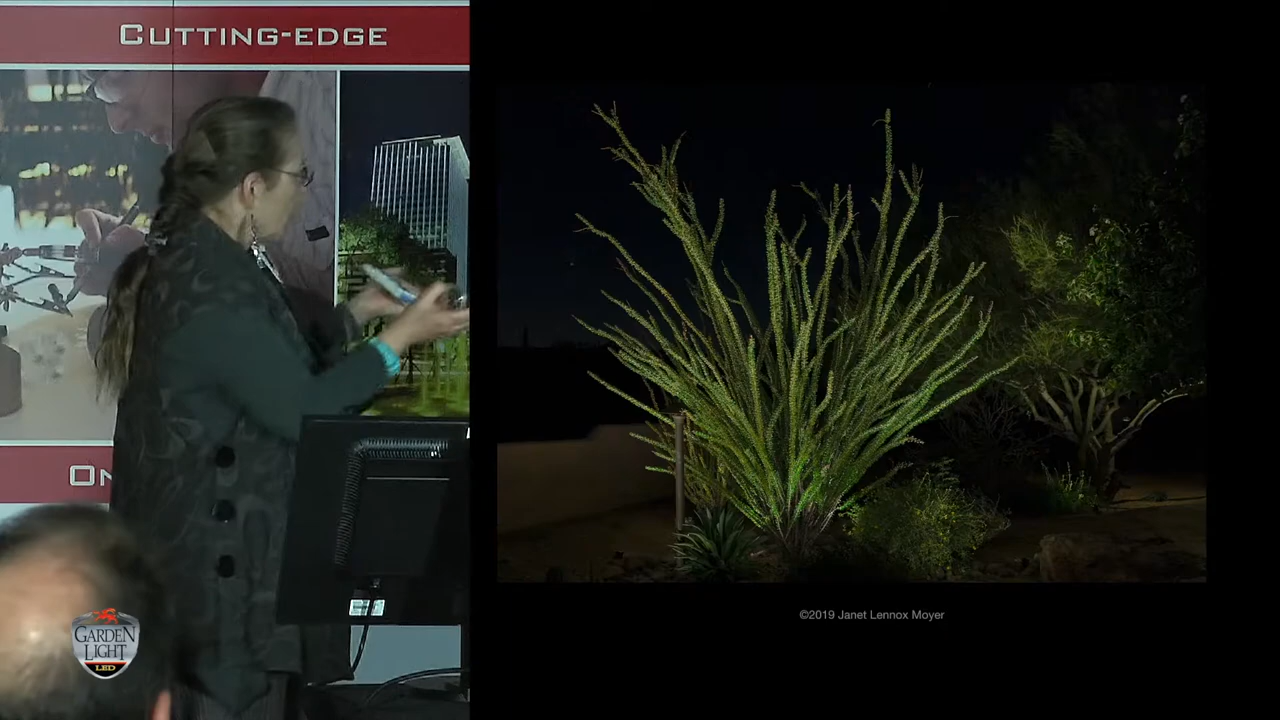 CUTTING-EDGE
ON
GARDEN
LIGHT
LED
©2019 Janet Lennox Moyer